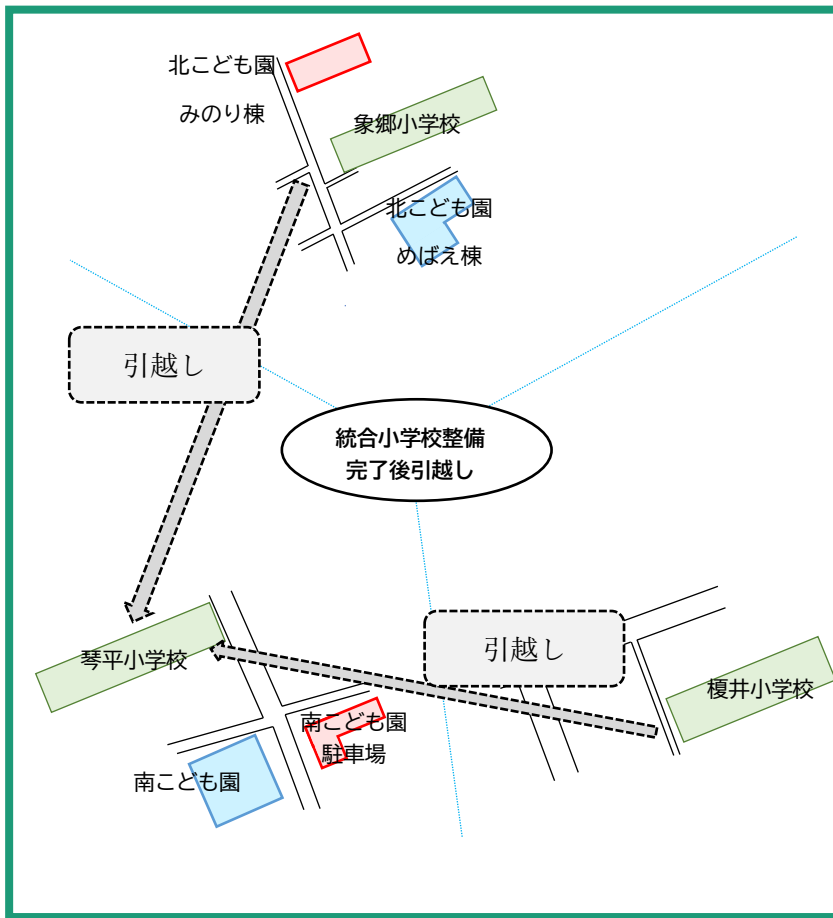 北こども園
みのり棟
象郷小学校
北こども園
めばえ棟
引越し
統合小学校整備
完了後引越し
引越し
琴平小学校
榎井小学校
南こども園
駐車場
南こども園